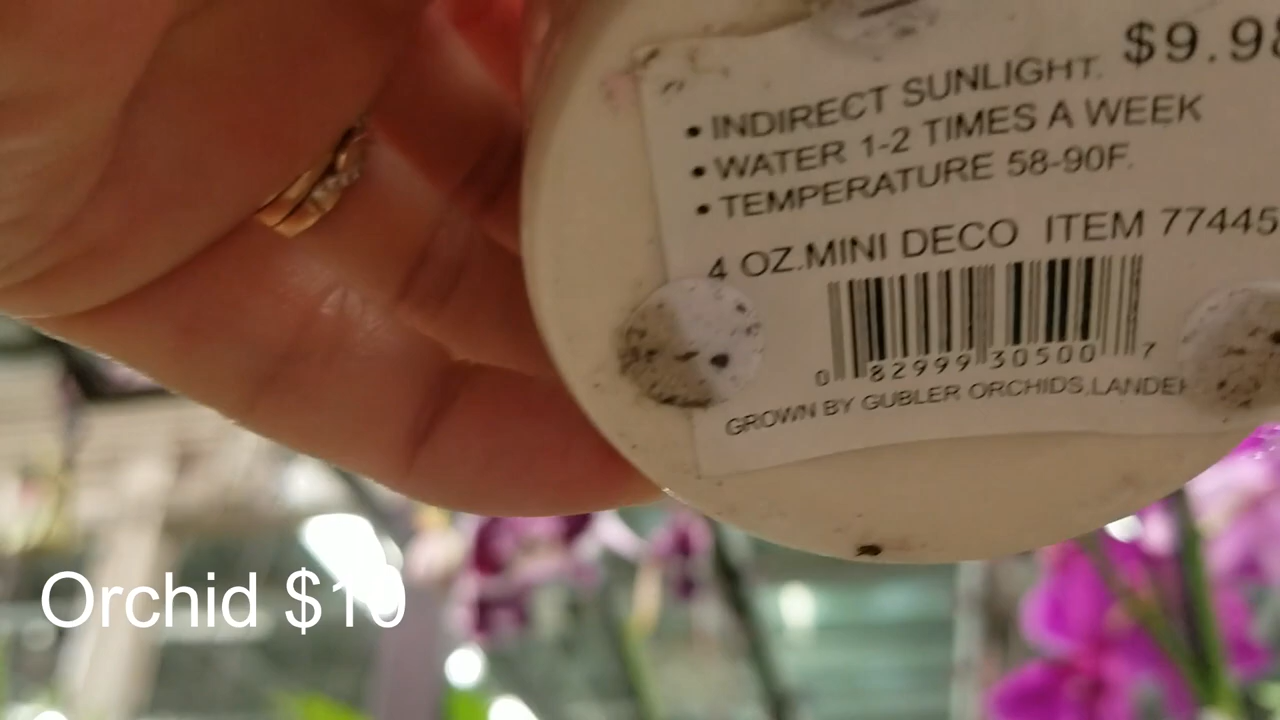 $9.98
• INDIRECT SUNLIGHT.
• WATER 1-2 TIMES A WEEK
• TEMPERATURE 58-90F.
4 OZ.MINI DECO ITEM 77445
0 82999 30500 7
GROWN BY GUBLER ORCHIDS,LANDER
Orchid $10